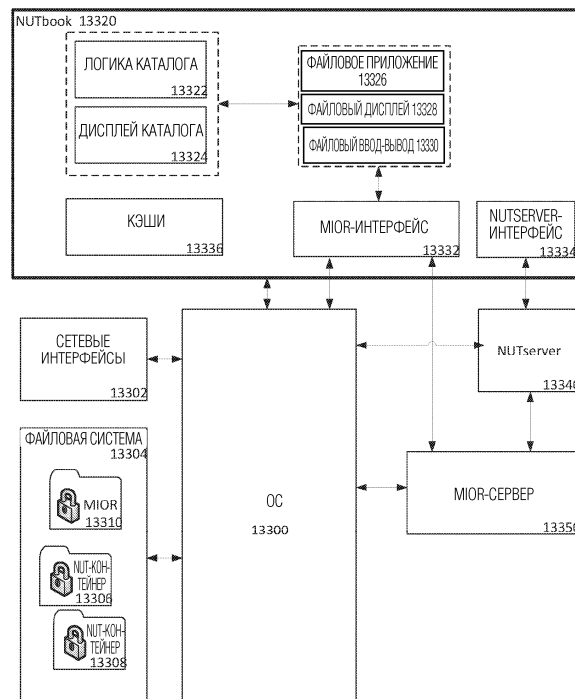 NUTbook 13320
ЛОГИКА КАТАЛОГА
13322
ДИСПЛЕЙ КАТАЛОГА
13324
ФАЙЛОВОЕ ПРИЛОЖЕНИЕ
13326
ФАЙЛОВЫЙ ДИСПЛЕЙ 13328
ФАЙЛОВЫЙ ВВОД-ВЫВОД 13330
КЭШИ
13336
MIOR-ИНТЕРФЕЙС
13332
NUTSERVER-
ИНТЕРФЕЙС
13334
СЕТЕВЫЕ
ИНТЕРФЕЙСЫ
13302
ФАЙЛОВАЯ СИСТЕМА
13304
MIOR
13310
NUT-КОН-
ТЕЙНЕР
13306
NUT-КОН-
ТЕЙНЕР
13308
ОС
13300
NUTserver
13340
MIOR-СЕРВЕР
13350